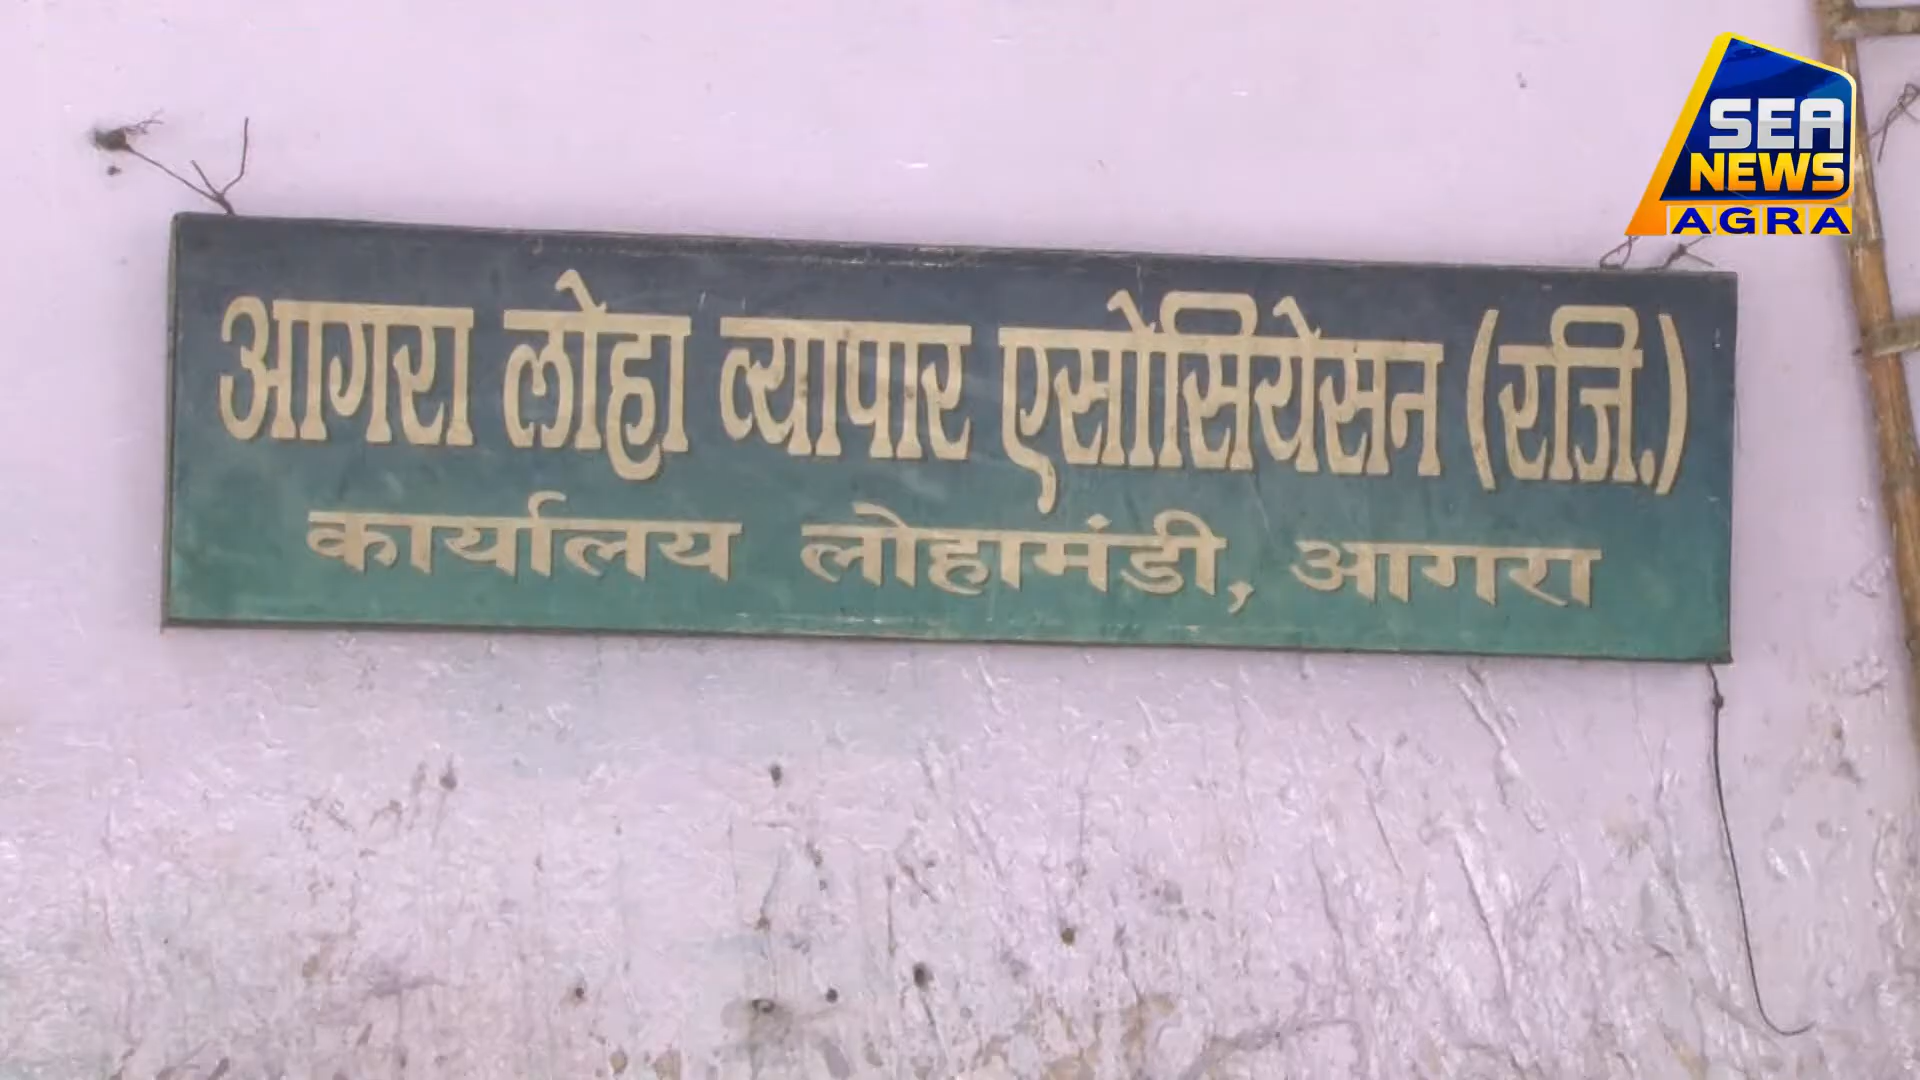 SEA
NEWS
AGRA
आगरा लोहा व्यापार एसोसियेसन (रजि.)
कार्यालय लोहामंडी, आगरा